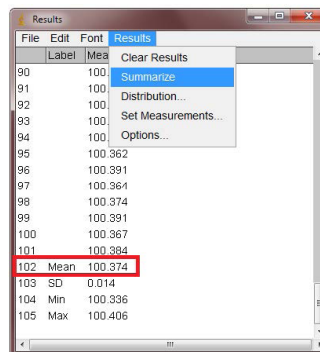 Results
File Edit Font Results
Label Mea
Clear Results
Summarize
Distribution...
Set Measurements...
Options...
90 100.
91 100.
92 100.
93 100.
94 100.
95 100.362
96 100.391
97 100.364
98 100.374
99 100.391
100 100.367
101 100.384
102 Mean 100.374
103 SD 0.014
104 Min 100.336
105 Max 100.406